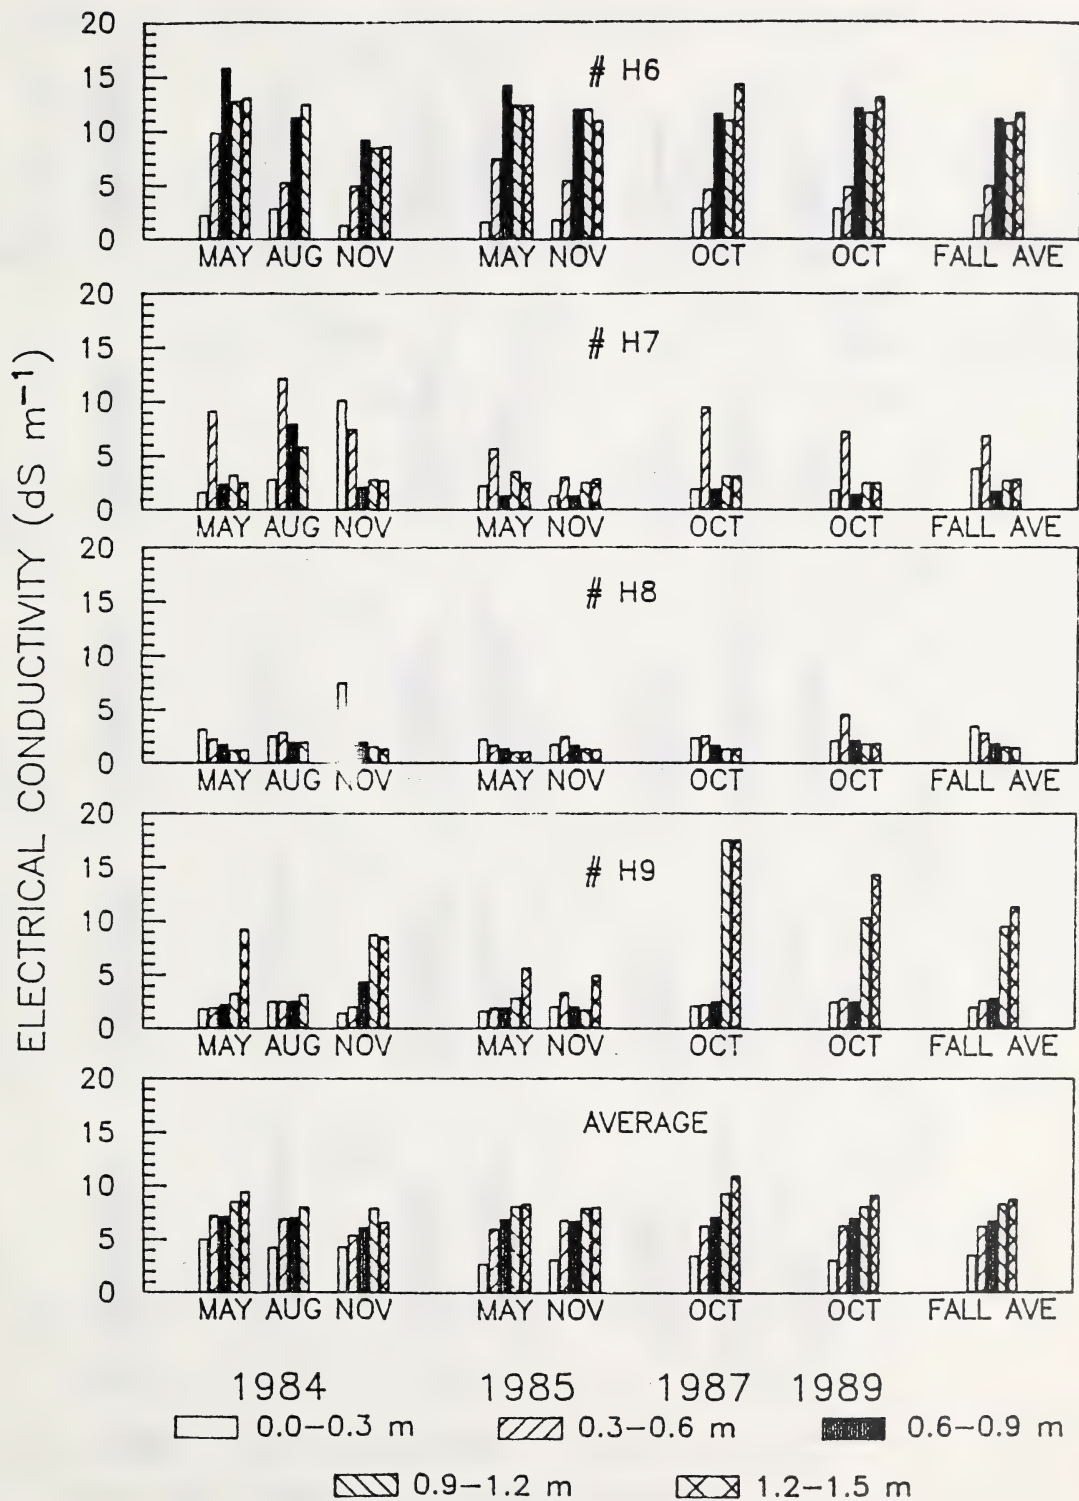 ELECTRICAL CONDUCTIVITY (dS m⁻¹)
20
15
10
5
0
# H6
MAY AUG NOV MAY NOV OCT OCT FALL AVE
20
15
10
5
0
# H7
MAY AUG NOV MAY NOV OCT OCT FALL AVE
20
15
10
5
0
# H8
MAY AUG NOV MAY NOV OCT OCT FALL AVE
20
15
10
5
0
# H9
MAY AUG NOV MAY NOV OCT OCT FALL AVE
20
15
10
5
0
AVERAGE
MAY AUG NOV MAY NOV OCT OCT FALL AVE
1984 1985 1987 1989
0.0–0.3 m 0.3–0.6 m 0.6–0.9 m
0.9–1.2 m 1.2–1.5 m